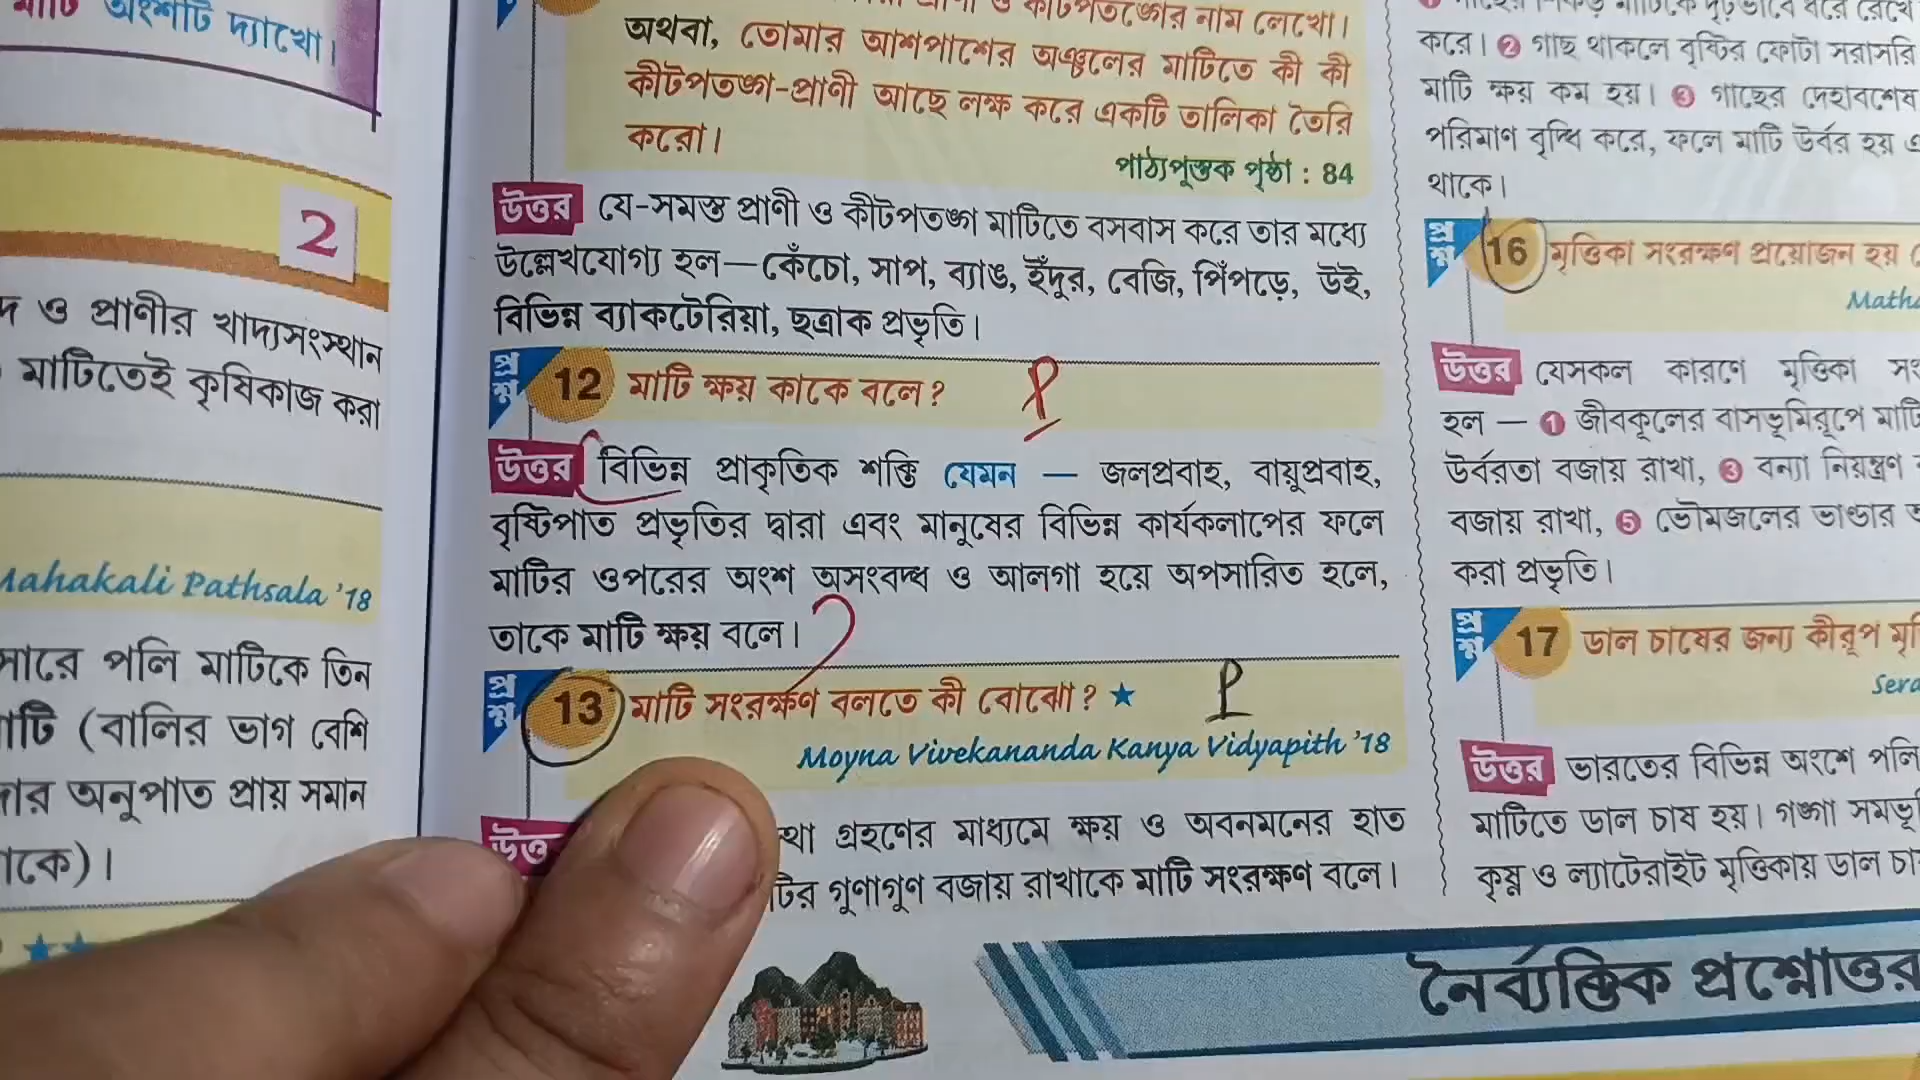 মাটি অংশটি দ্যাখো।
2
ও প্রাণীর খাদ্যসংস্থান
মাটিতেই কৃষিকাজ করা
Mahakali Pathsala '18
সারে পলি মাটিকে তিন
মাটি (বালির ভাগ বেশি
অনুপাত প্রায় সমান
থাকে)।
ও কীটপতঙ্গের নাম লেখো।
অথবা, তোমার আশপাশের অঞ্চলের মাটিতে কী কী
কীটপতঙ্গ-প্রাণী আছে লক্ষ করে একটি তালিকা তৈরি
করো।
পাঠ্যপুস্তক পৃষ্ঠা : 84
উত্তর যে-সমস্ত প্রাণী ও কীটপতঙ্গ মাটিতে বসবাস করে তার মধ্যে
উল্লেখযোগ্য হল—কেঁচো, সাপ, ব্যাঙ, ইঁদুর, বেজি, পিঁপড়ে, উই,
বিভিন্ন ব্যাকটেরিয়া, ছত্রাক প্রভৃতি।
প্রশ্ন 12 মাটি ক্ষয় কাকে বলে?
উত্তর বিভিন্ন প্রাকৃতিক শক্তি যেমন — জলপ্রবাহ, বায়ুপ্রবাহ,
বৃষ্টিপাত প্রভৃতির দ্বারা এবং মানুষের বিভিন্ন কার্যকলাপের ফলে
মাটির ওপরের অংশ অসংবদ্ধ ও আলগা হয়ে অপসারিত হলে,
তাকে মাটি ক্ষয় বলে।
প্রশ্ন 13 মাটি সংরক্ষণ বলতে কী বোঝো? ★
Moyna Vivekananda Kanya Vidyapith '18
উত্ত থা গ্রহণের মাধ্যমে ক্ষয় ও অবনমনের হাত
টির গুণাগুণ বজায় রাখাকে মাটি সংরক্ষণ বলে।
করে। 2 গাছ থাকলে বৃষ্টির ফোঁটা সরাসরি
মাটি ক্ষয় কম হয়। 3 গাছের দেহাবশেষ
পরিমাণ বৃদ্ধি করে, ফলে মাটি উর্বর হয় এ
থাকে।
প্রশ্ন 16 মৃত্তিকা সংরক্ষণ প্রয়োজন হয়
Matha
উত্তর যেসকল কারণে মৃত্তিকা সং
হল — 1 জীবকূলের বাসভূমিরূপে মাটি
উর্বরতা বজায় রাখা, 3 বন্যা নিয়ন্ত্রণ
বজায় রাখা, 5 ভৌমজলের ভাণ্ডার
করা প্রভৃতি।
প্রশ্ন 17 ডাল চাষের জন্য কীরূপ মৃ
Sera
উত্তর ভারতের বিভিন্ন অংশে পলি
মাটিতে ডাল চাষ হয়। গঙ্গা সমভূ
কৃষ্ণ ও ল্যাটেরাইট মৃত্তিকায় ডাল চা
নৈর্ব্যক্তিক প্রশ্নোত্তর